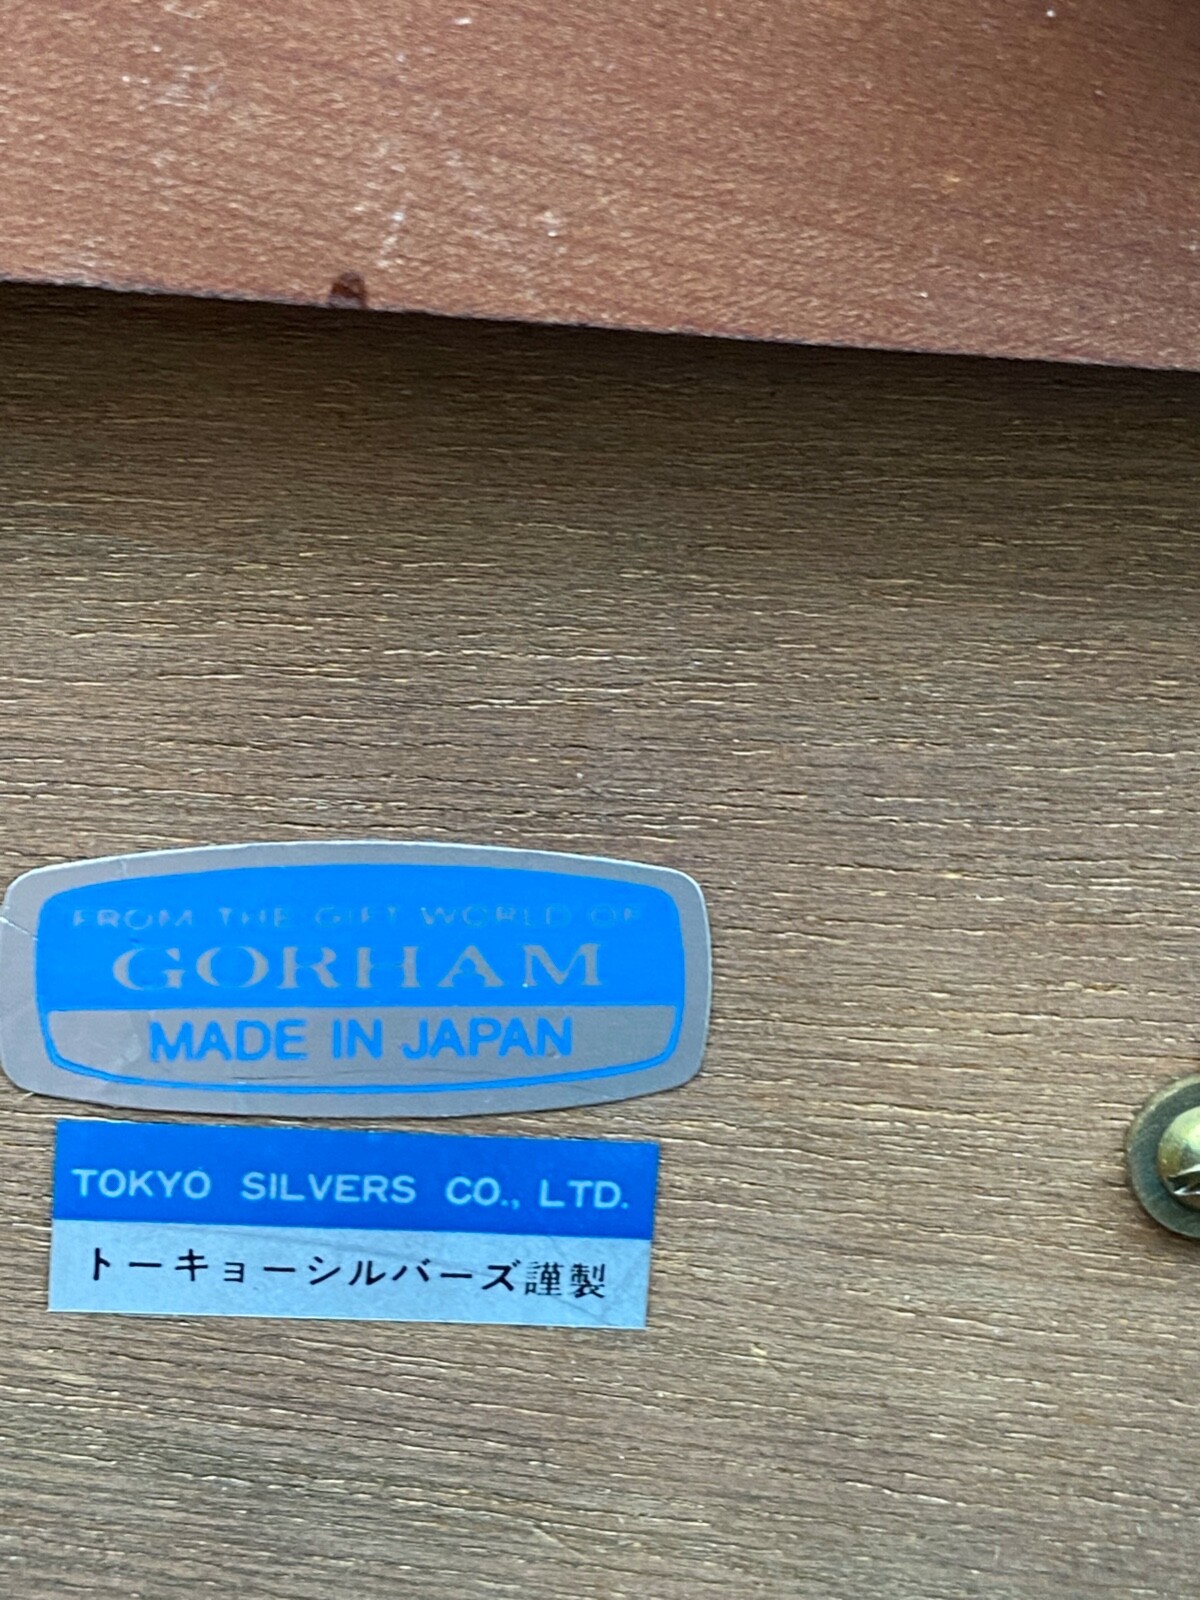 FROM THE GIFT WORLD OF
GORHAM
MADE IN JAPAN
TOKYO SILVERS CO., LTD.
トーキョーシルバーズ謹製